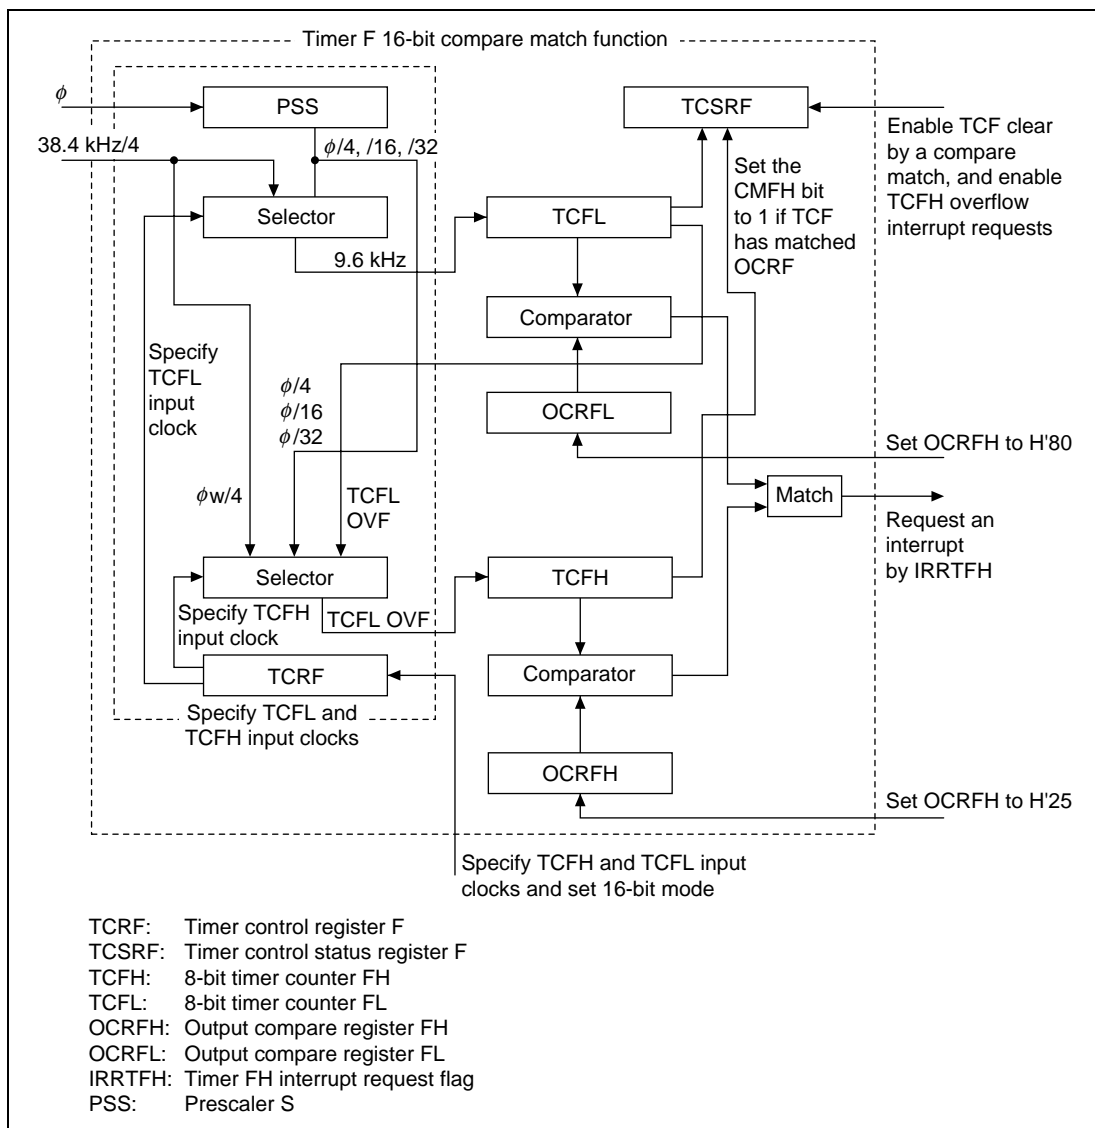 Timer F 16-bit compare match function
ϕ
PSS
TCSRF
38.4 kHz/4
ϕ/4, /16, /32
Enable TCF clear
by a compare
match, and enable
TCFH overflow
interrupt requests
Set the
CMFH bit
to 1 if TCF
has matched
OCRF
Selector
TCFL
9.6 kHz
Comparator
Specify
TCFL
input
clock
ϕ/4
ϕ/16
ϕ/32
OCRFL
Set OCRFH to H'80
ϕw/4
TCFL
OVF
Match
Request an
interrupt
by IRRTFH
Selector
TCFH
Specify TCFH
input clock
TCFL OVF
TCRF
Comparator
Specify TCFL and
TCFH input clocks
OCRFH
Set OCRFH to H'25
Specify TCFH and TCFL input
clocks and set 16-bit mode
TCRF: Timer control register F
TCSRF: Timer control status register F
TCFH: 8-bit timer counter FH
TCFL: 8-bit timer counter FL
OCRFH: Output compare register FH
OCRFL: Output compare register FL
IRRTFH: Timer FH interrupt request flag
PSS: Prescaler S